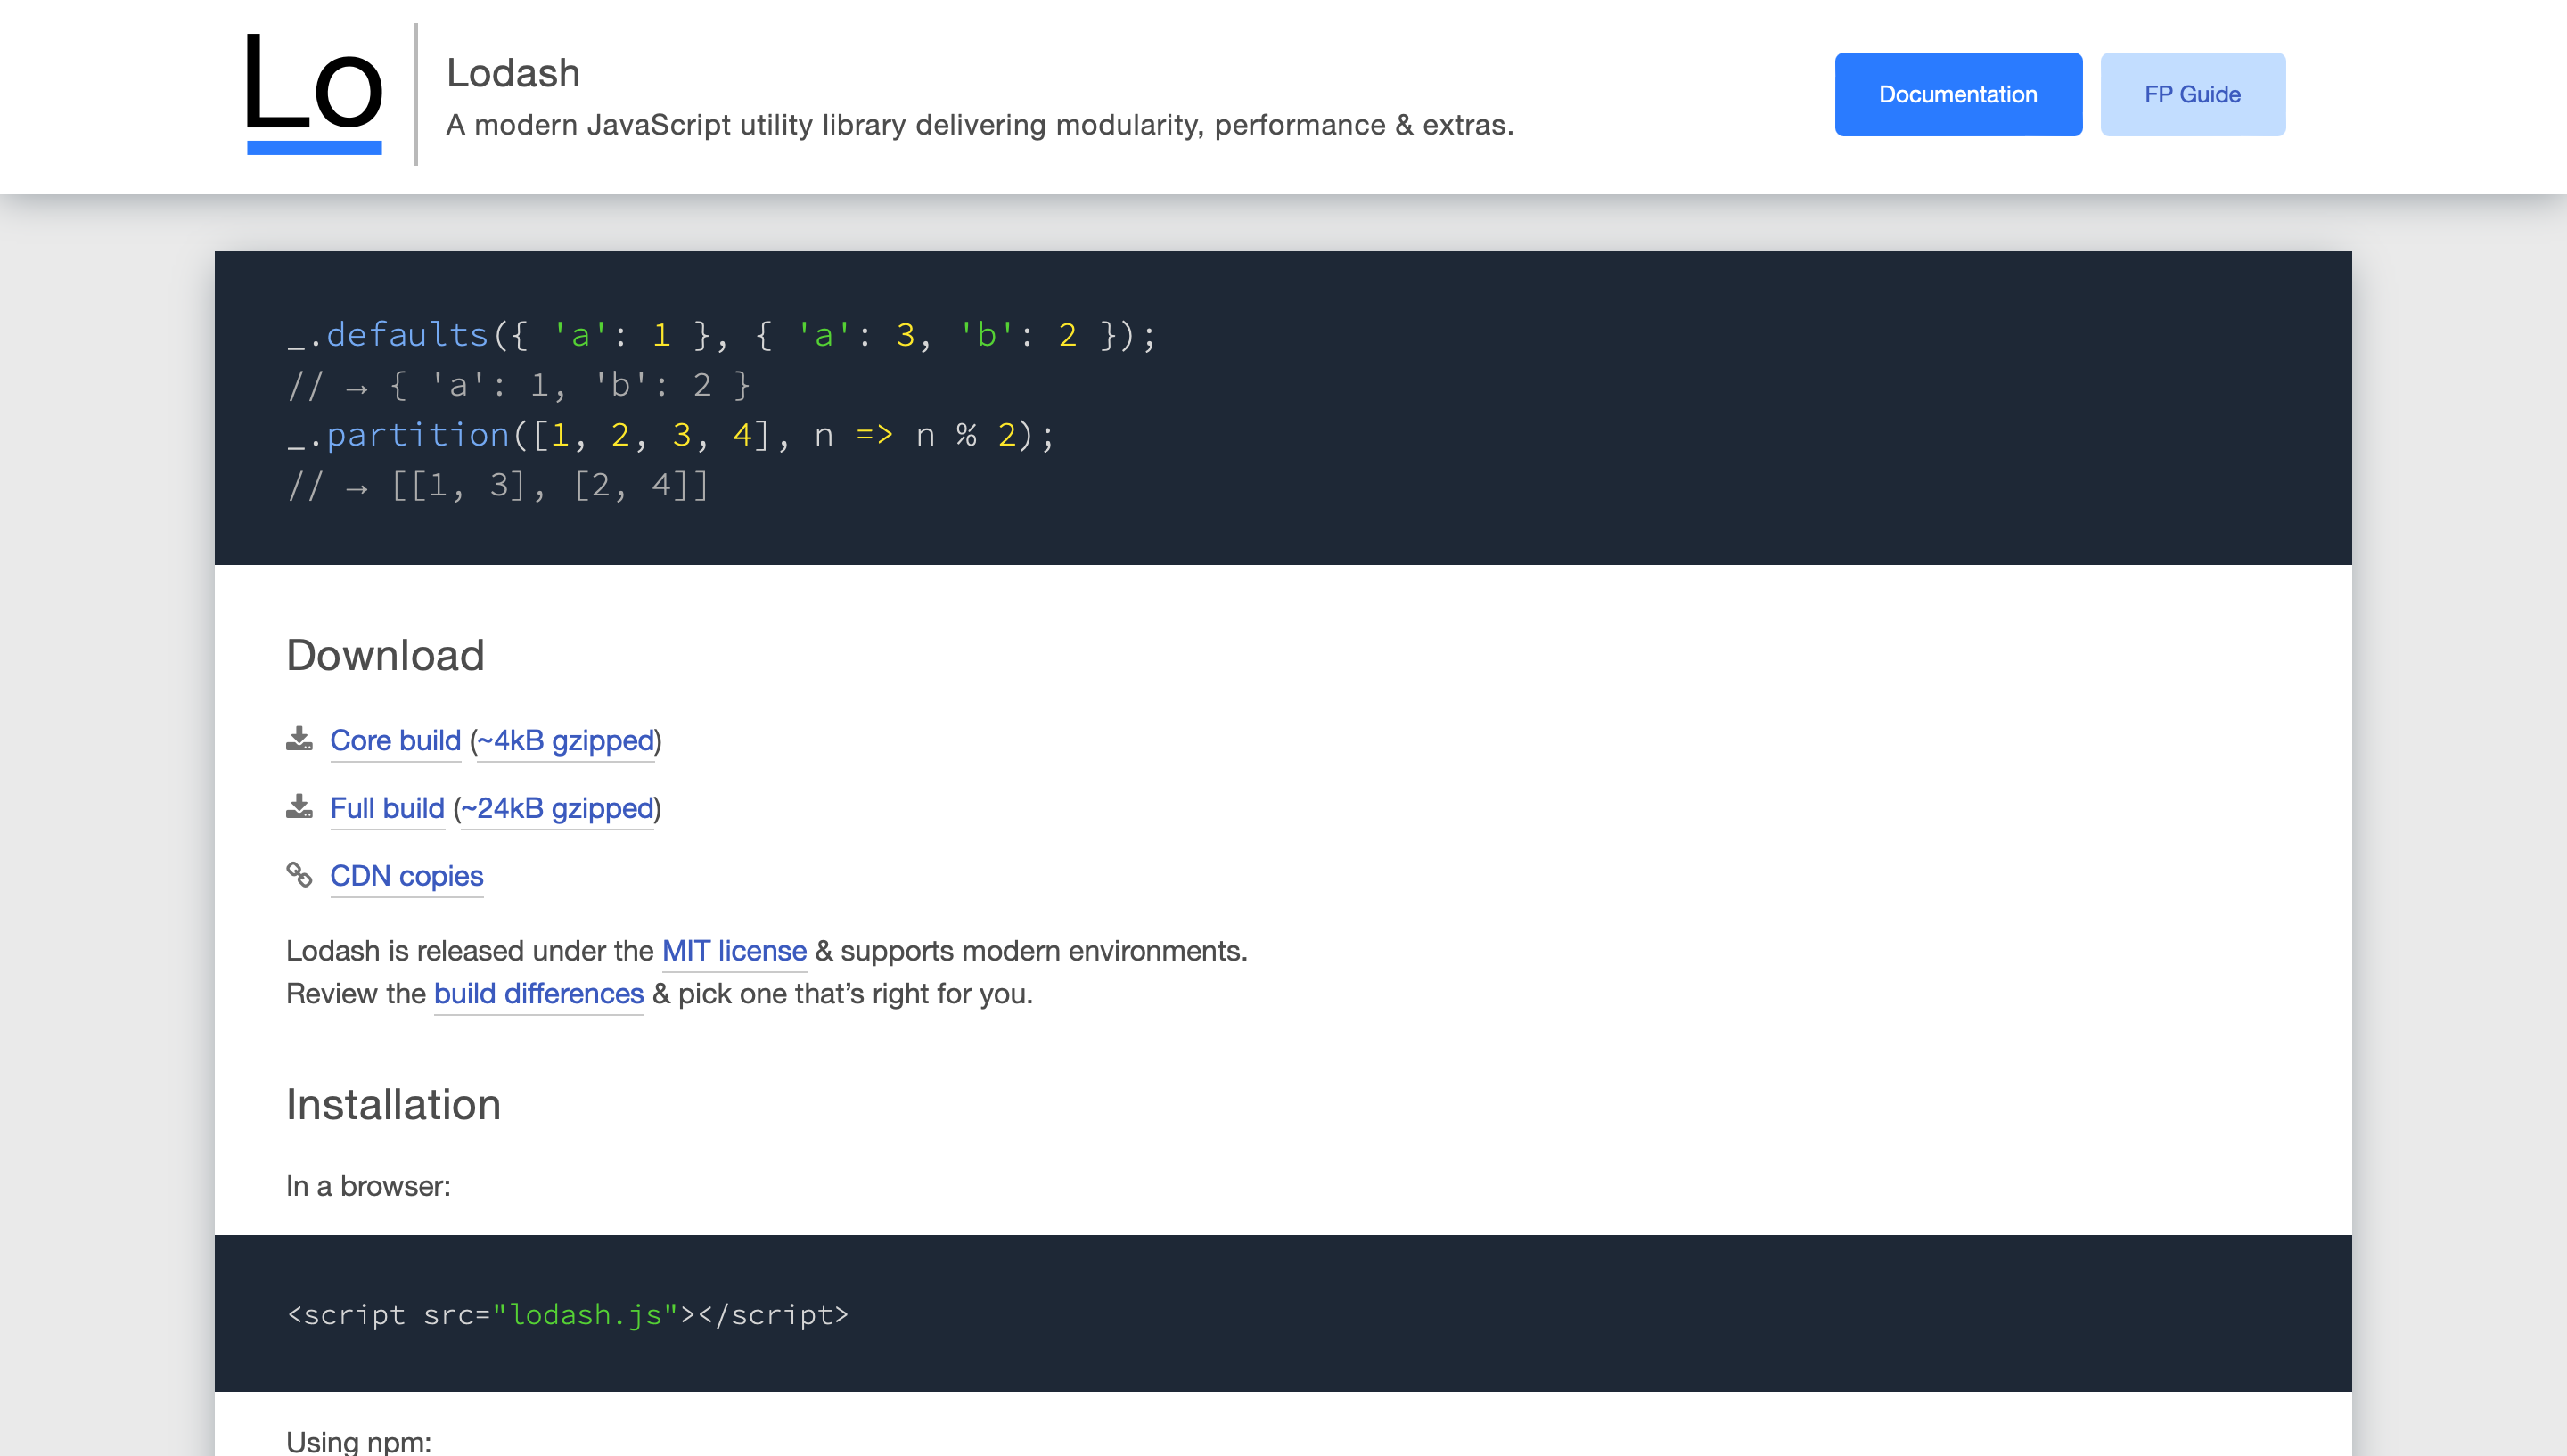 Lo
Lodash
A modern JavaScript utility library delivering modularity, performance & extras.
Documentation
FP Guide
_.defaults({ 'a': 1 }, { 'a': 3, 'b': 2 });
// → { 'a': 1, 'b': 2 }
_.partition([1, 2, 3, 4], n => n % 2);
// → [[1, 3], [2, 4]]
Download
Core build (~4kB gzipped)
Full build (~24kB gzipped)
CDN copies
Lodash is released under the MIT license & supports modern environments.
Review the build differences & pick one that’s right for you.
Installation
In a browser:
<script src="lodash.js"></script>
Using npm: